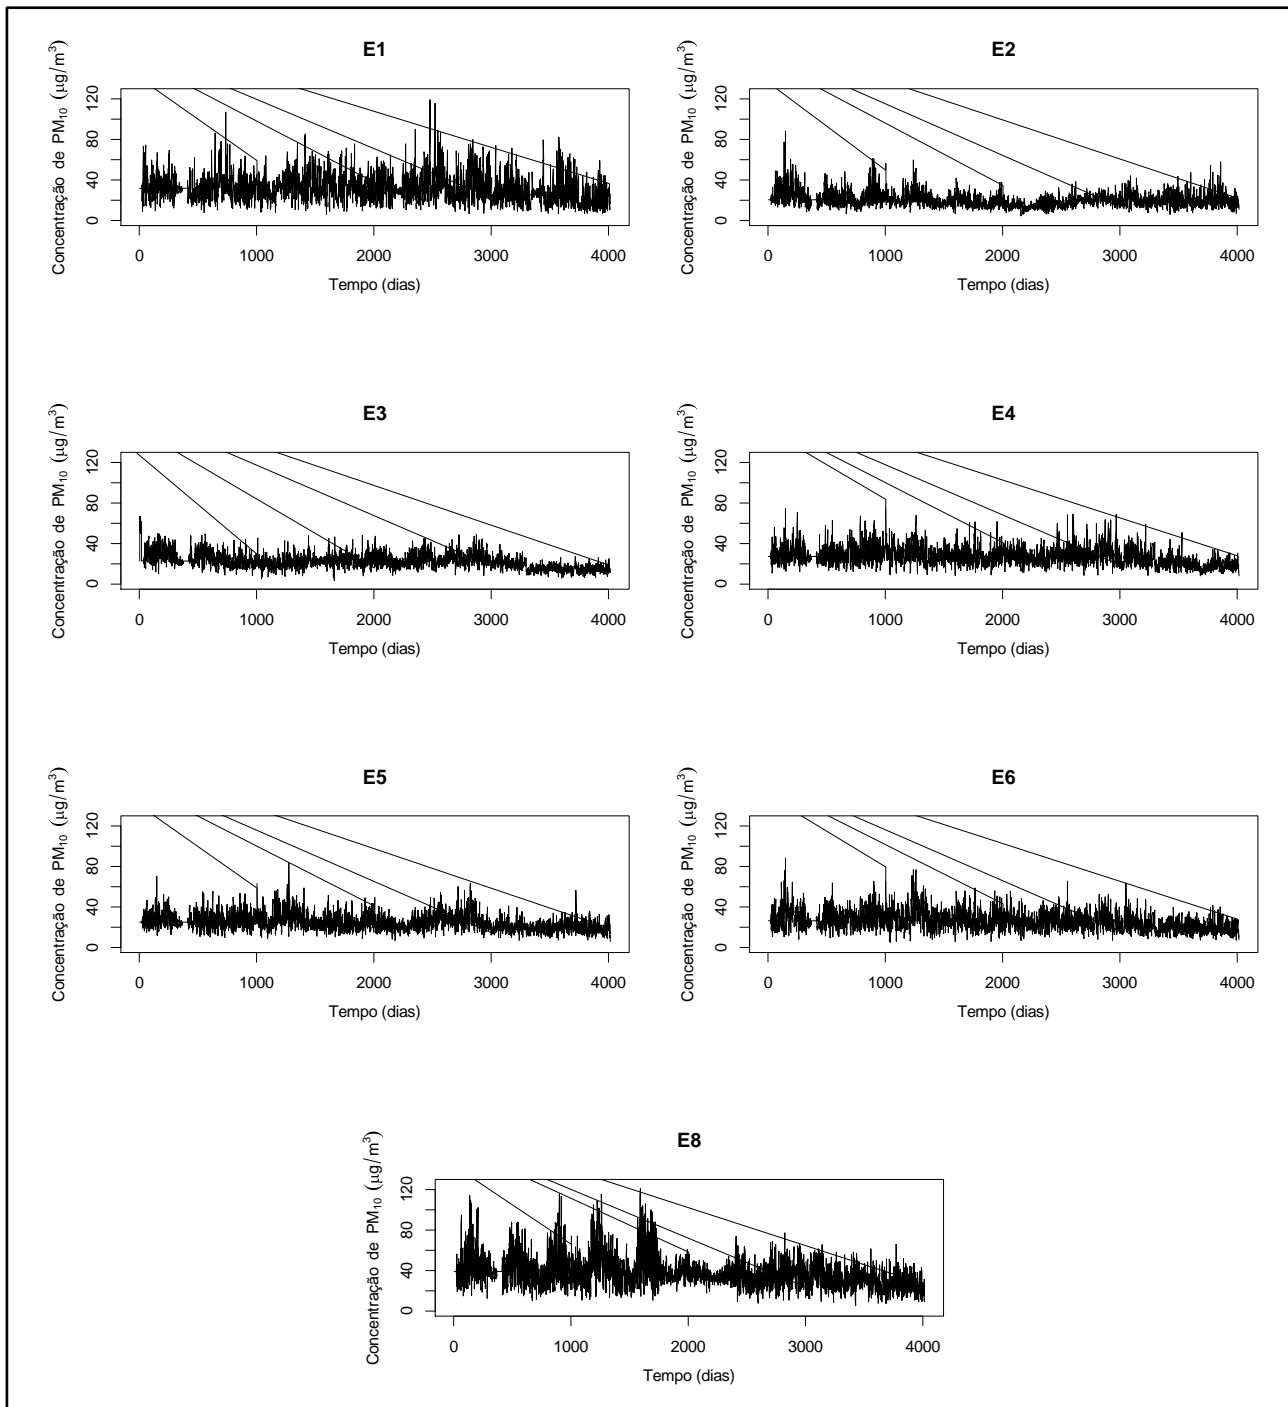 E1
Concentração de PM₁₀ (μg/m³)
120
80
40
0
0 1000 2000 3000 4000
Tempo (dias)
E2
Concentração de PM₁₀ (μg/m³)
120
80
40
0
0 1000 2000 3000 4000
Tempo (dias)
E3
Concentração de PM₁₀ (μg/m³)
120
80
40
0
0 1000 2000 3000 4000
Tempo (dias)
E4
Concentração de PM₁₀ (μg/m³)
120
80
40
0
0 1000 2000 3000 4000
Tempo (dias)
E5
Concentração de PM₁₀ (μg/m³)
120
80
40
0
0 1000 2000 3000 4000
Tempo (dias)
E6
Concentração de PM₁₀ (μg/m³)
120
80
40
0
0 1000 2000 3000 4000
Tempo (dias)
E8
Concentração de PM₁₀ (μg/m³)
120
80
40
0
0 1000 2000 3000 4000
Tempo (dias)